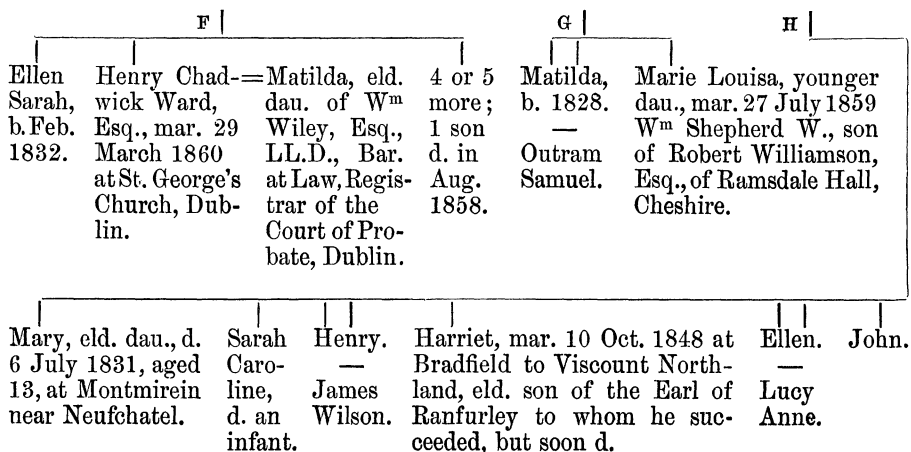 F
G
H
Ellen
Sarah,
b. Feb.
1832.
Henry Chad-=Matilda, eld.
wick Ward,
Esq., mar. 29
March 1860
at St. George's
Church, Dub-
lin.
dau. of Wm
Wiley, Esq.,
LL.D., Bar.
at Law, Regis-
trar of the
Court of Pro-
bate, Dublin.
4 or 5
more;
1 son
d. in
Aug.
1858.
Matilda,
b. 1828.
—
Outram
Samuel.
Marie Louisa, younger
dau., mar. 27 July 1859
Wm Shepherd W., son
of Robert Williamson,
Esq., of Ramsdale Hall,
Cheshire.
Mary, eld. dau., d.
6 July 1831, aged
13, at Montmirein
near Neufchatel.
Sarah
Caro-
line,
d. an
infant.
Henry.
—
James
Wilson.
Harriet, mar. 10 Oct. 1848 at
Bradfield to Viscount North-
land, eld. son of the Earl of
Ranfurley to whom he suc-
ceeded, but soon d.
Ellen.
—
Lucy
Anne.
John.